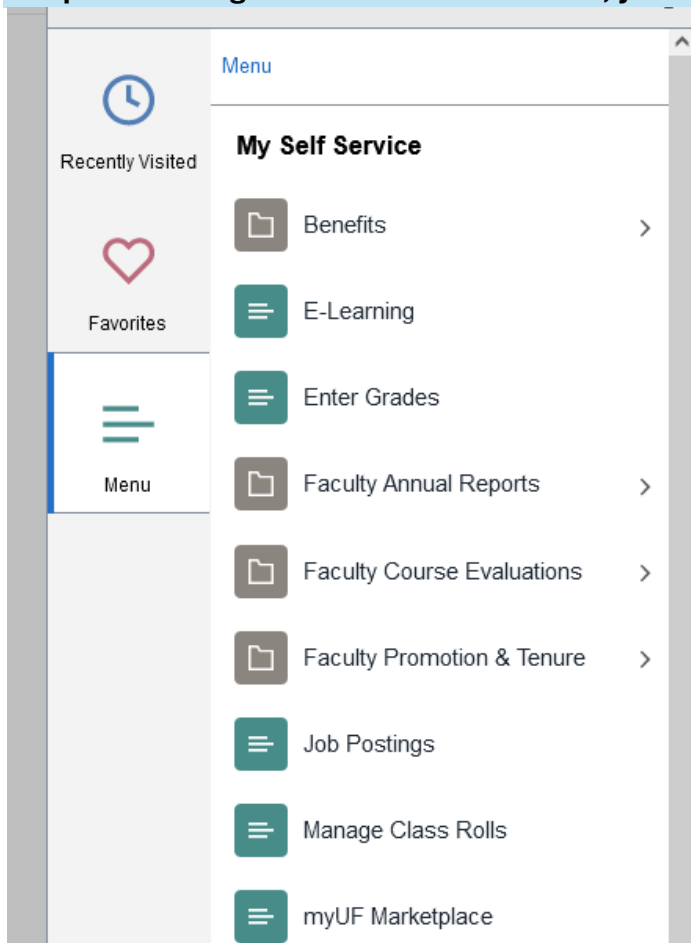 Menu
Recently Visited
My Self Service
Benefits
Favorites
E-Learning
Enter Grades
Menu
Faculty Annual Reports
Faculty Course Evaluations
Faculty Promotion & Tenure
Job Postings
Manage Class Rolls
myUF Marketplace